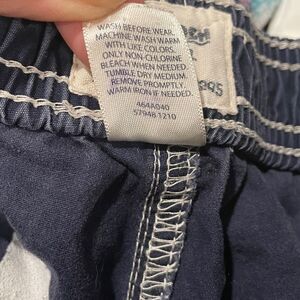 WASH BEFORE WEAR.
MACHINE WASH WARM
WITH LIKE COLORS.
ONLY NON-CHLORINE
BLEACH WHEN NEEDED.
TUMBLE DRY MEDIUM.
REMOVE PROMPTLY.
WARM IRON IF NEEDED.
464A040
57948 1210